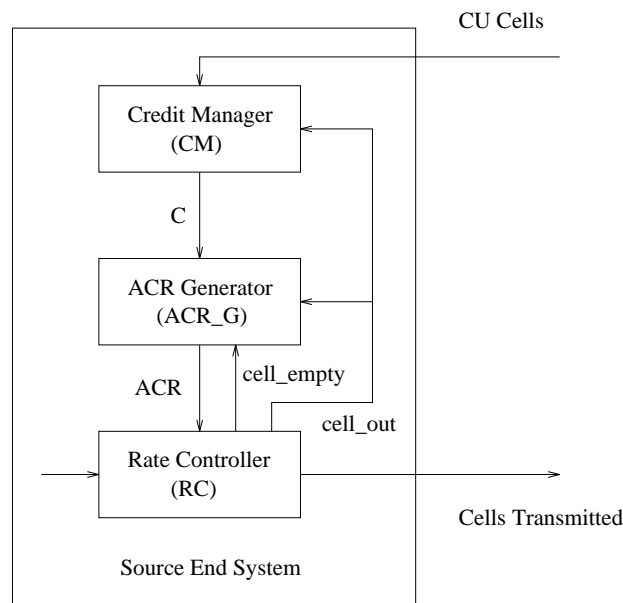 CU Cells
Credit Manager
(CM)
C
ACR Generator
(ACR_G)
ACR
cell_empty
cell_out
Rate Controller
(RC)
Cells Transmitted
Source End System